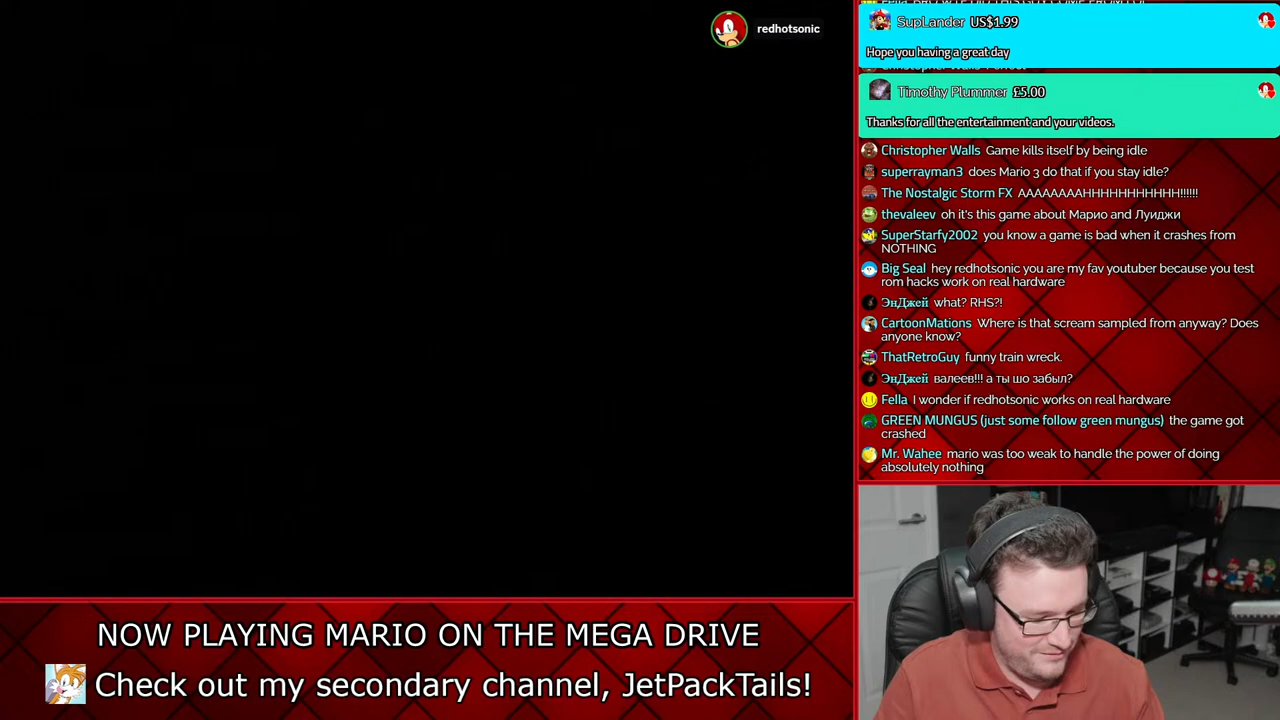 redhotsonic
SupLander US$1.99
Hope you having a great day
Timothy Plummer £5.00
Thanks for all the entertainment and your videos.
Christopher Walls Game kills itself by being idle
superrayman3 does Mario 3 do that if you stay idle?
The Nostalgic Storm FX AAAAAAAAHHHHHHHHHHH!!!!!!
thevaleev oh it's this game about Марио and Луиджи
SuperStarfy2002 you know a game is bad when it crashes from
NOTHING
Big Seal hey redhotsonic you are my fav youtuber because you test
rom hacks work on real hardware
ЭнДжей what? RHS?!
CartoonMations Where is that scream sampled from anyway? Does
anyone know?
ThatRetroGuy funny train wreck.
ЭнДжей валеев!!! а ты шо забыл?
Fella I wonder if redhotsonic works on real hardware
GREEN MUNGUS (just some follow green mungus) the game got
crashed
Mr. Wahee mario was too weak to handle the power of doing
absolutely nothing
NOW PLAYING MARIO ON THE MEGA DRIVE
Check out my secondary channel, JetPackTails!